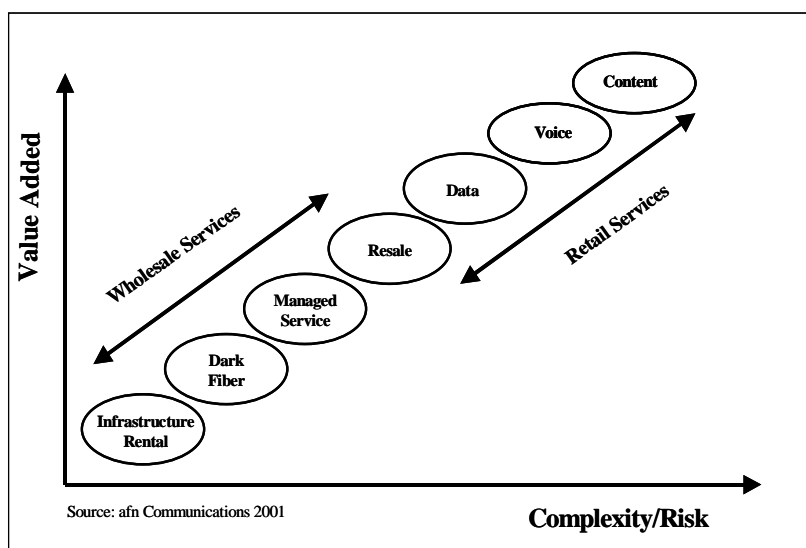 Content
Voice
Data
Resale
Managed
Service
Dark
Fiber
Infrastructure
Rental
Wholesale Services
Retail Services
Value Added
Source: afn Communications 2001
Complexity/Risk